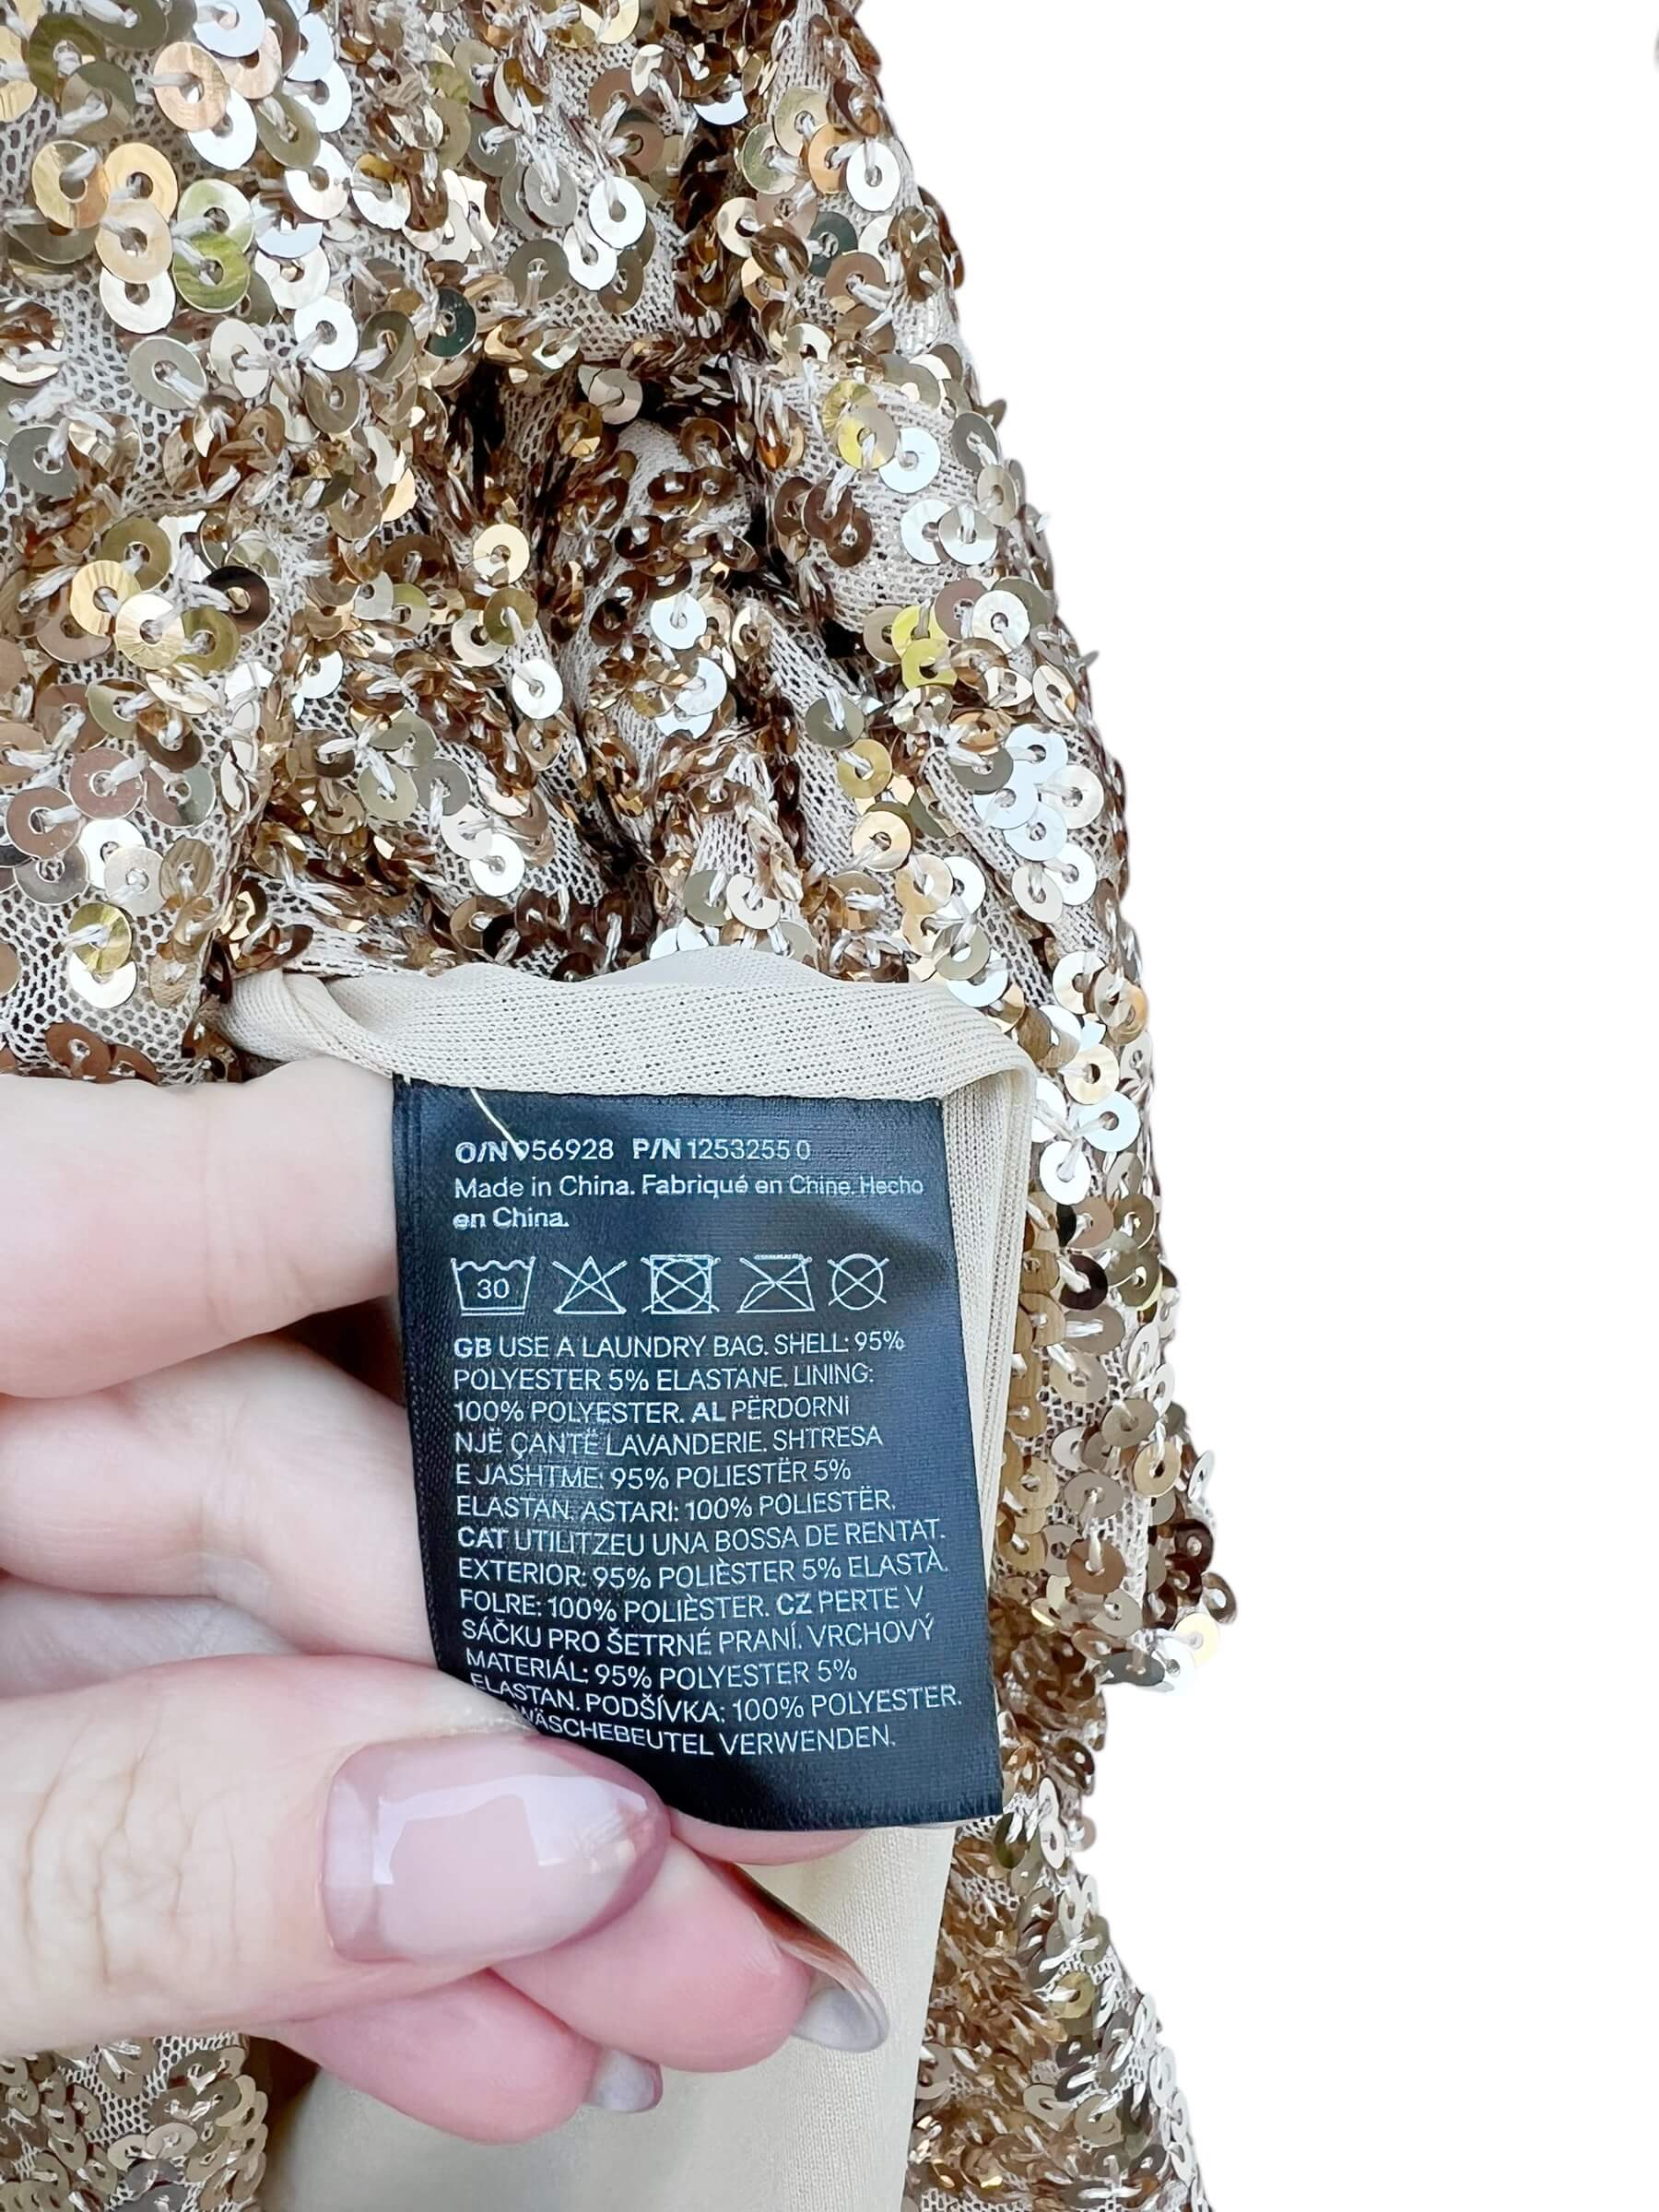 O/N 956928 P/N 1253255 0
Made in China. Fabriqué en Chine. Hecho
en China.
30
GB USE A LAUNDRY BAG. SHELL: 95%
POLYESTER 5% ELASTANE. LINING:
100% POLYESTER. AL PËRDORNI
NJË ÇANTË LAVANDERIE. SHTRESA
E JASHTME: 95% POLIESTËR 5%
ELASTAN. ASTARI: 100% POLIESTËR.
CAT UTILITZEU UNA BOSSA DE RENTAT.
EXTERIOR: 95% POLIÈSTER 5% ELASTÀ.
FOLRE: 100% POLIÈSTER. CZ PERTE V
SÁČKU PRO ŠETRNÉ PRANÍ. VRCHOVÝ
MATERIÁL: 95% POLYESTER 5%
ELASTAN. PODŠÍVKA: 100% POLYESTER.
WÄSCHEBEUTEL VERWENDEN.